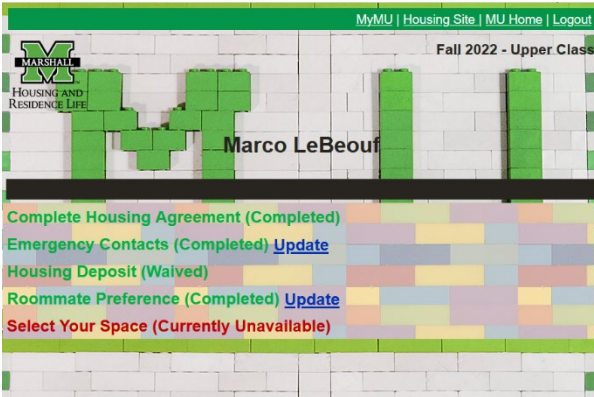 MyMU | Housing Site | MU Home | Logout
Fall 2022 - Upper Class
MARSHALL
HOUSING AND
RESIDENCE LIFE
Marco LeBeouf
Complete Housing Agreement (Completed)
Emergency Contacts (Completed) Update
Housing Deposit (Waived)
Roommate Preference (Completed) Update
Select Your Space (Currently Unavailable)